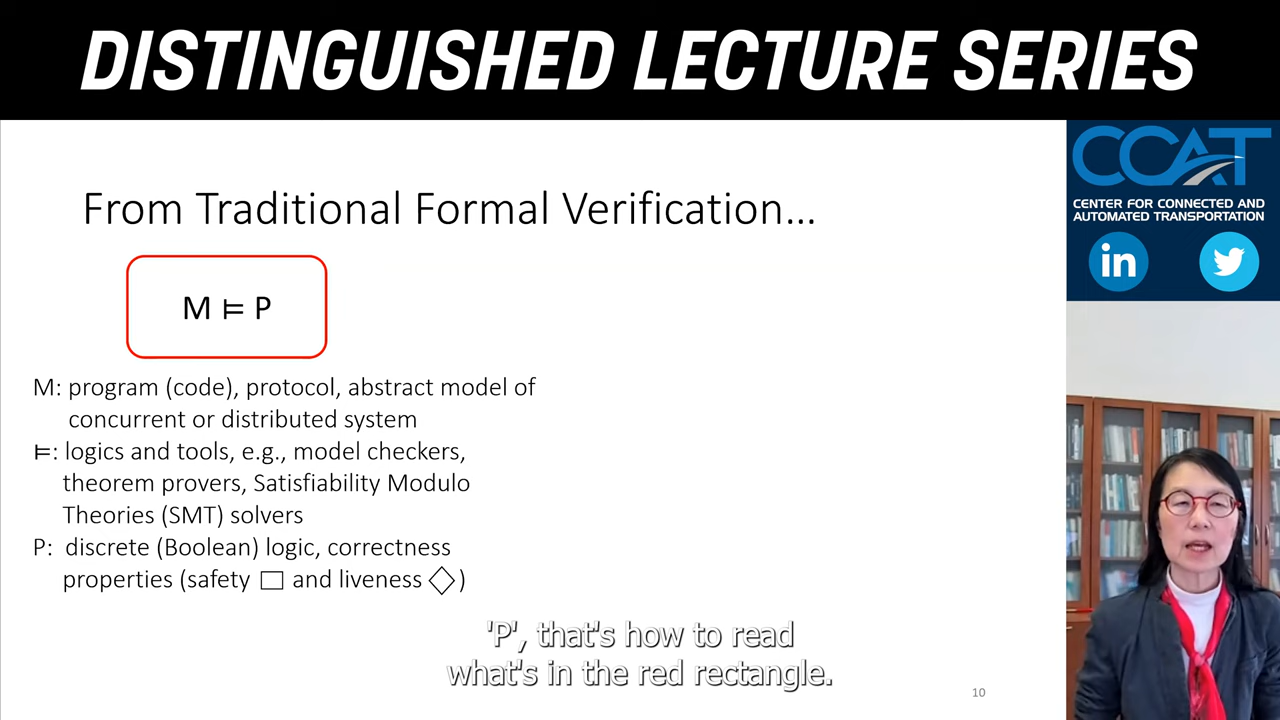 DISTINGUISHED LECTURE SERIES
From Traditional Formal Verification...
M ⊨ P
M: program (code), protocol, abstract model of
concurrent or distributed system
⊨: logics and tools, e.g., model checkers,
theorem provers, Satisfiability Modulo
Theories (SMT) solvers
P: discrete (Boolean) logic, correctness
properties (safety □ and liveness ◇)
10
CCAT
CENTER FOR CONNECTED AND
AUTOMATED TRANSPORTATION
in
'P', that's how to read
what's in the red rectangle.